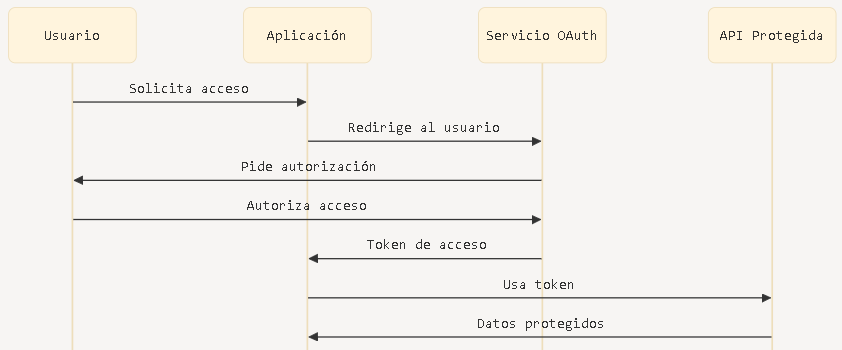 Usuario
Aplicación
Servicio OAuth
API Protegida
Solicita acceso
Redirige al usuario
Pide autorización
Autoriza acceso
Token de acceso
Usa token
Datos protegidos